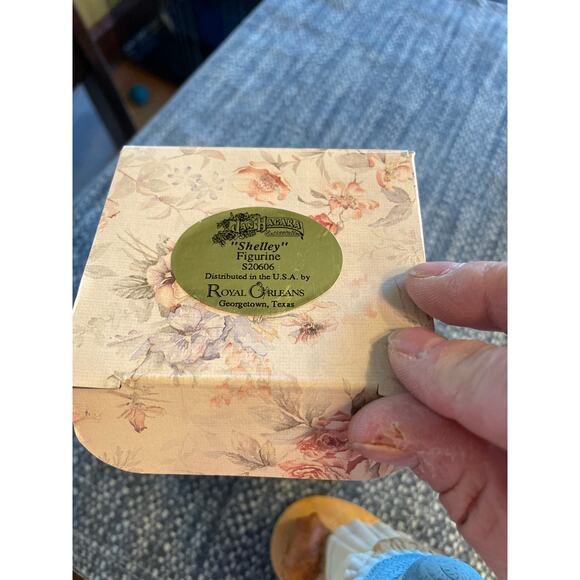 JAN HAGARA
"Shelley"
Figurine
S20606
Distributed in the U.S.A. by
ROYAL ORLEANS
Georgetown, Texas